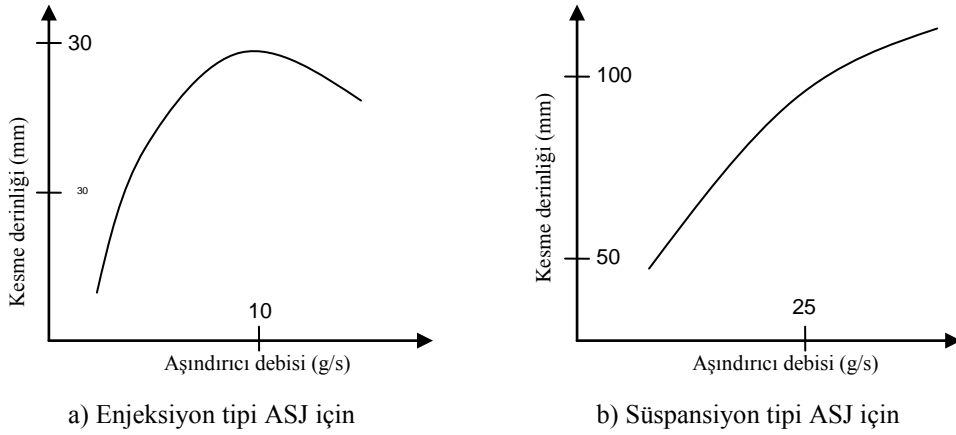 Kesme derinliği (mm)
30
30
10
Aşındırıcı debisi (g/s)
a) Enjeksiyon tipi ASJ için
Kesme derinliği (mm)
100
50
25
Aşındırıcı debisi (g/s)
b) Süspansiyon tipi ASJ için